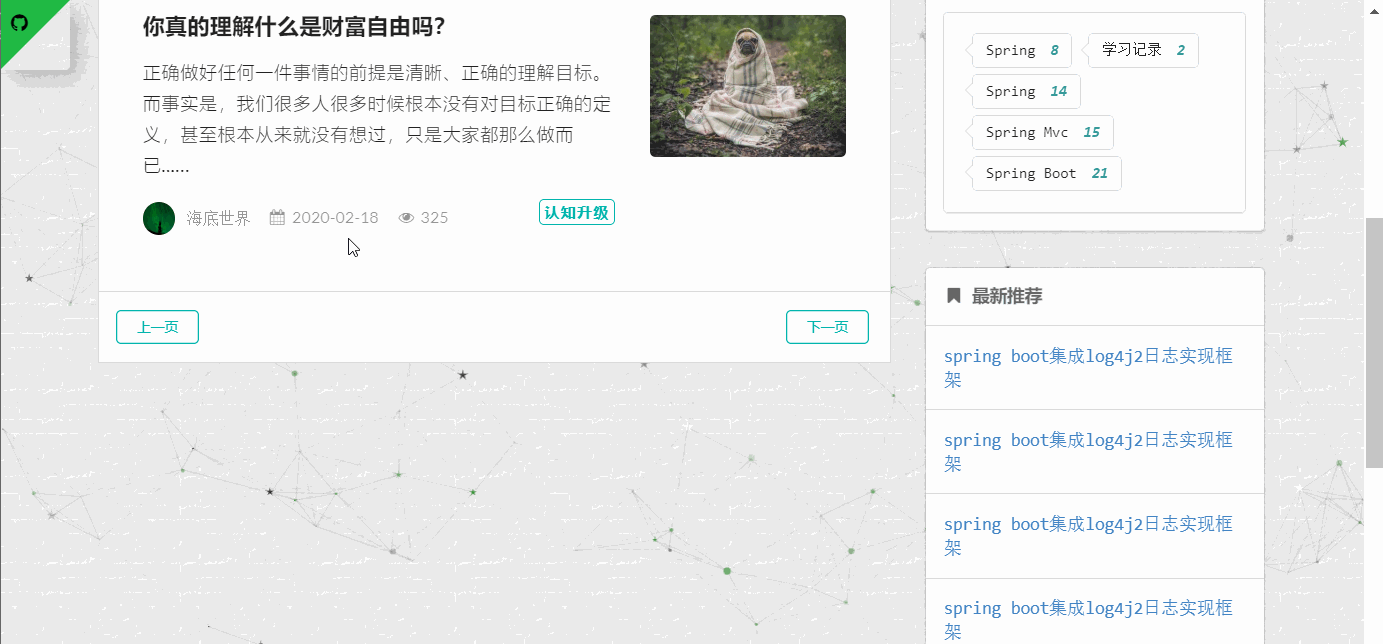 你真的理解什么是财富自由吗？
正确做好任何一件事情的前提是清晰、正确的理解目标。
而事实是，我们很多人很多时候根本没有对目标正确的定
义，甚至根本从来就没有想过，只是大家都那么做而
已……
海底世界 2020-02-18 325 认知升级
上一页 下一页
Spring 8 学习记录 2
Spring 14
Spring Mvc 15
Spring Boot 21
最新推荐
spring boot集成log4j2日志实现框
架
spring boot集成log4j2日志实现框
架
spring boot集成log4j2日志实现框
架
spring boot集成log4j2日志实现框
架